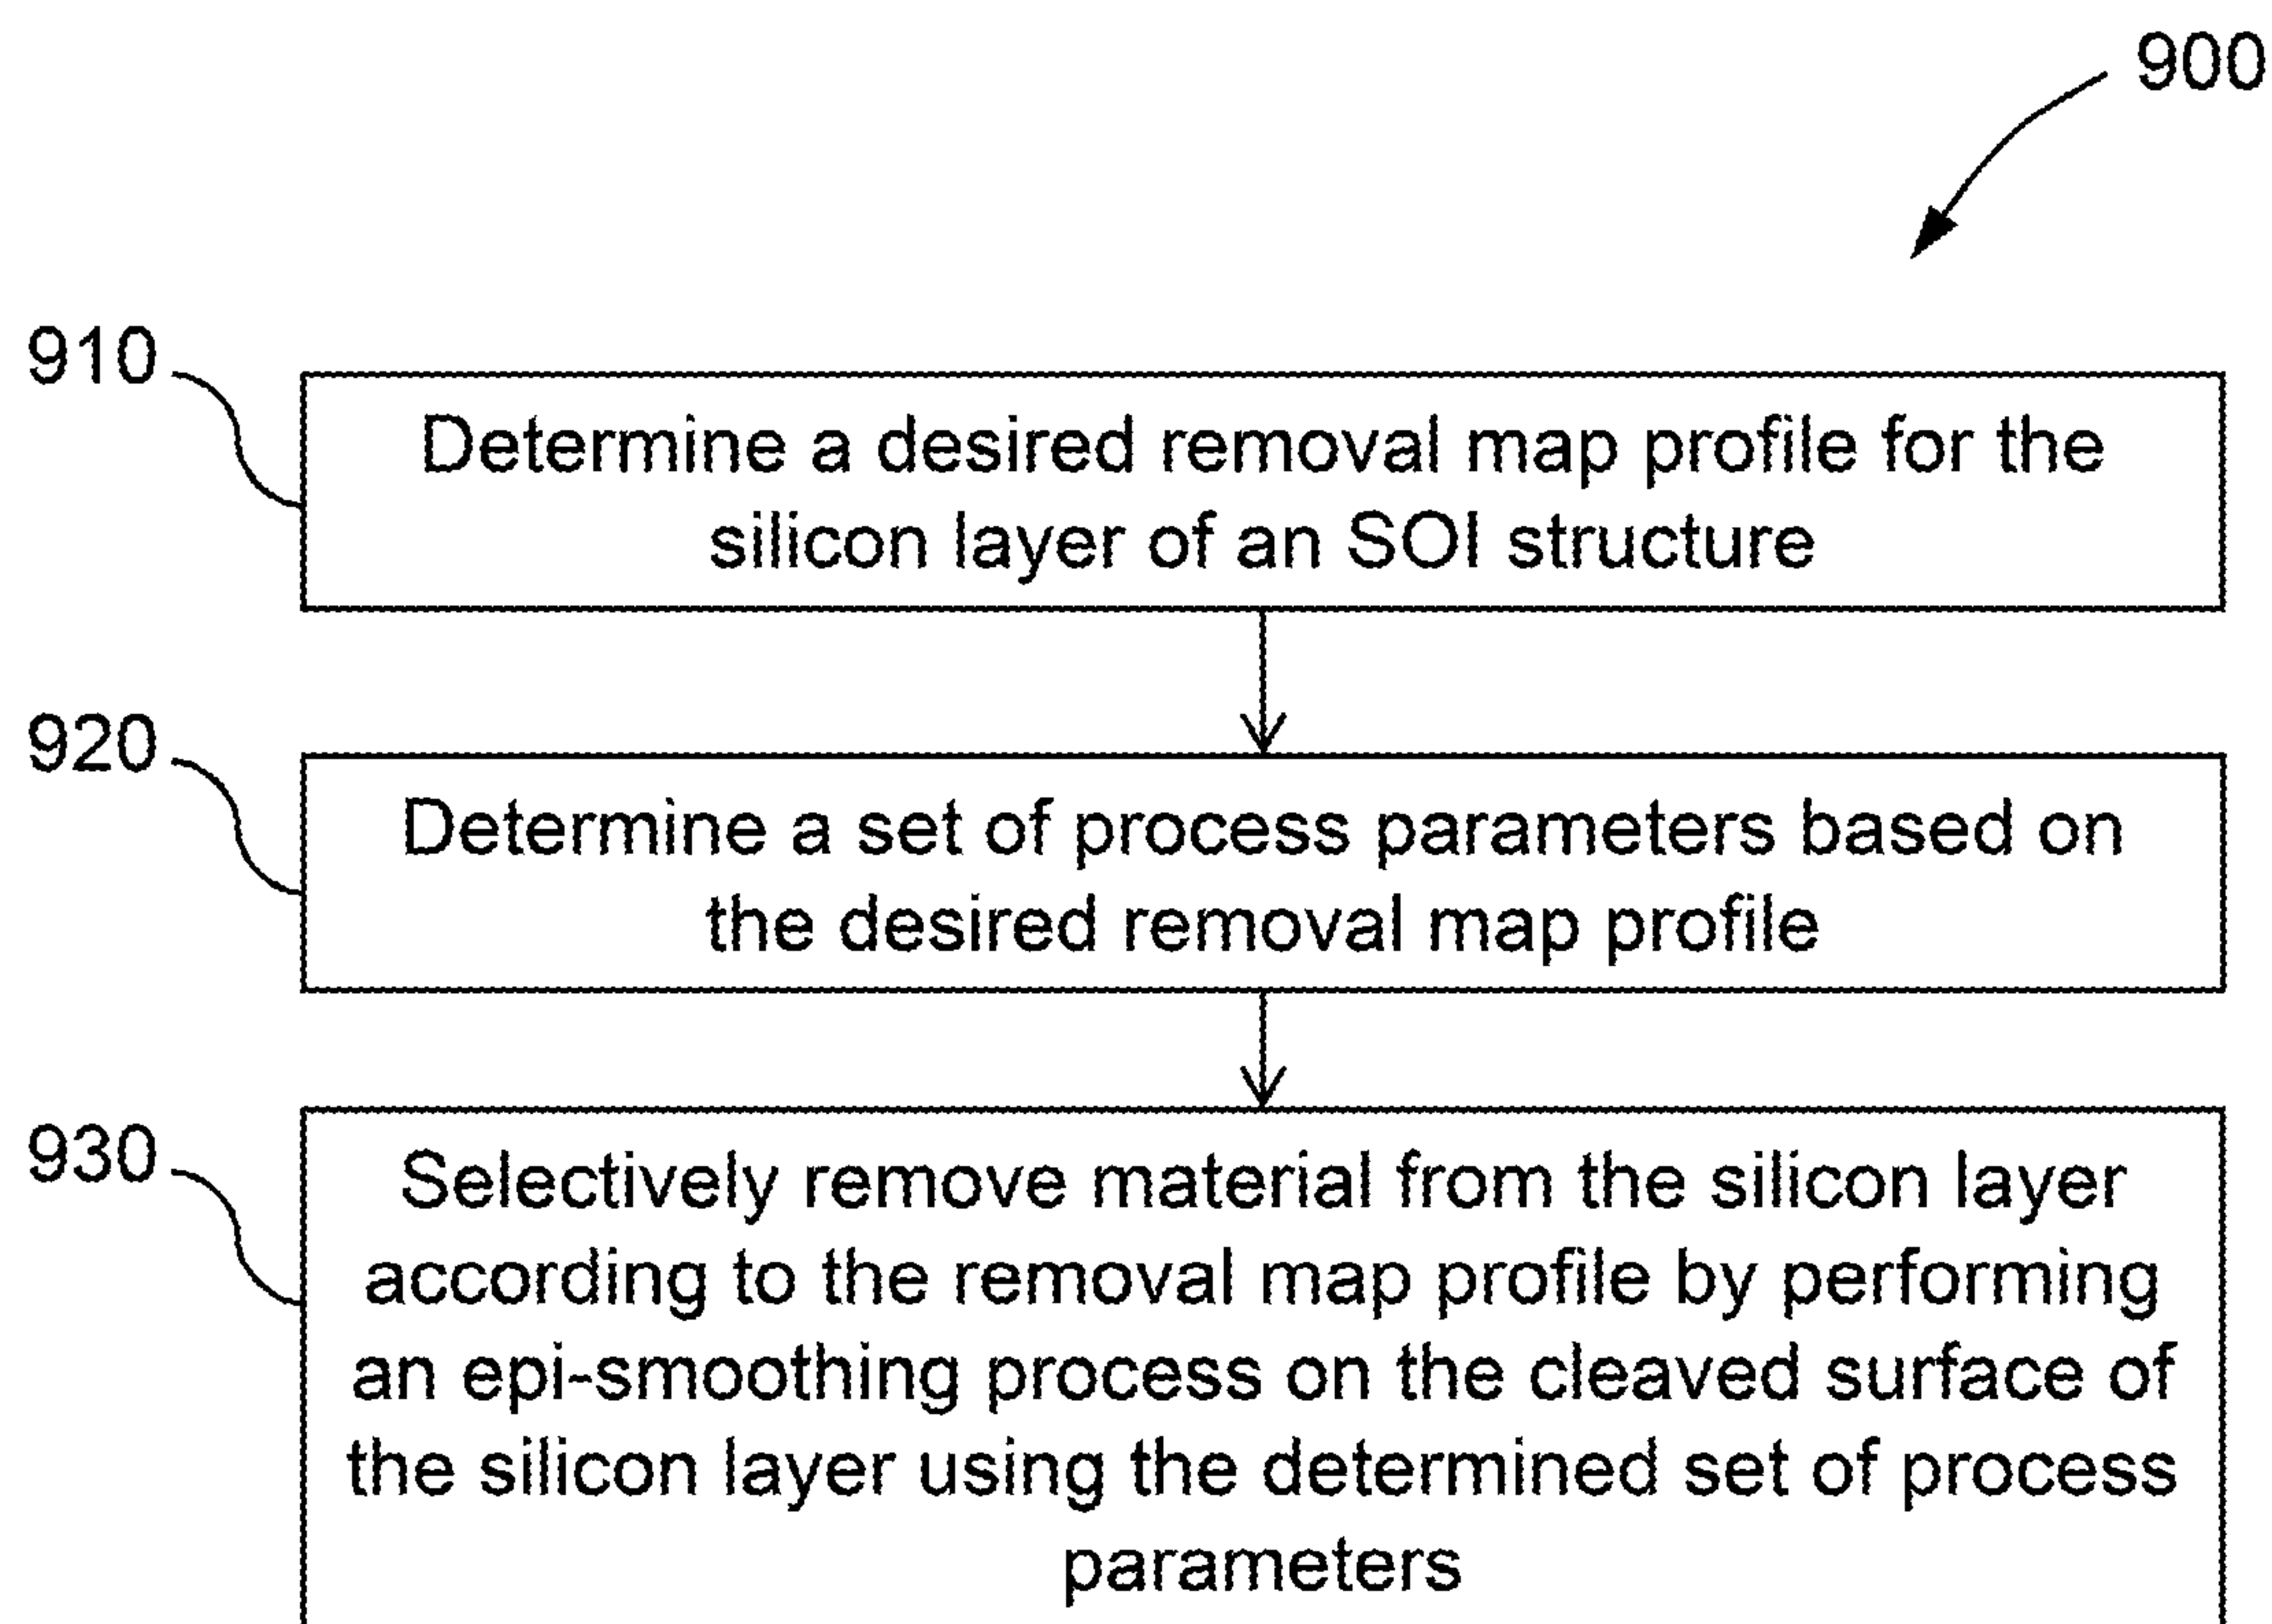 900
910
Determine a desired removal map profile for the
silicon layer of an SOI structure
920
Determine a set of process parameters based on
the desired removal map profile
930
Selectively remove material from the silicon layer
according to the removal map profile by performing
an epi-smoothing process on the cleaved surface of
the silicon layer using the determined set of process
parameters